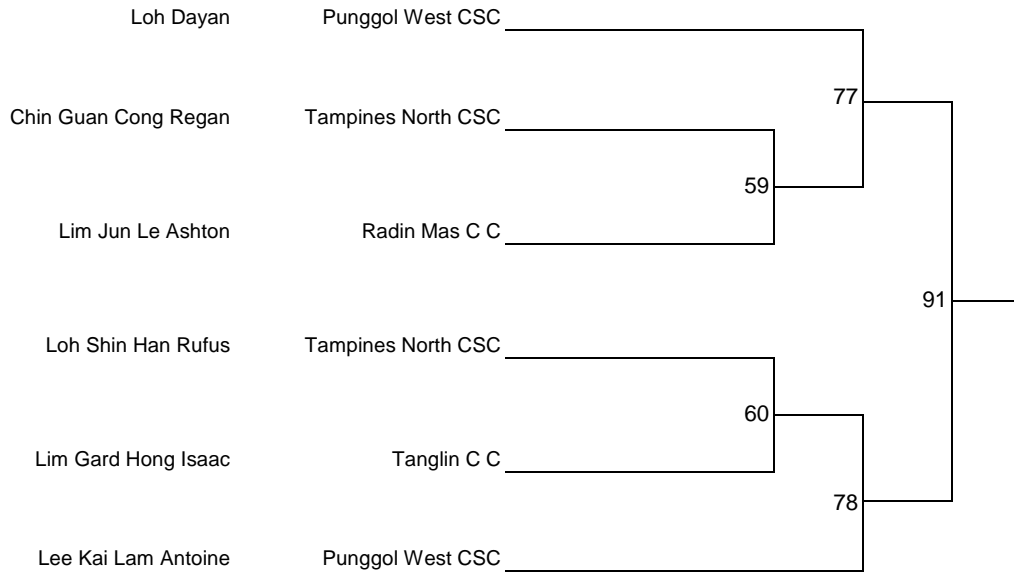 Loh Dayan Punggol West CSC
77
Chin Guan Cong Regan Tampines North CSC
59
Lim Jun Le Ashton Radin Mas C C
91
Loh Shin Han Rufus Tampines North CSC
60
Lim Gard Hong Isaac Tanglin C C
78
Lee Kai Lam Antoine Punggol West CSC